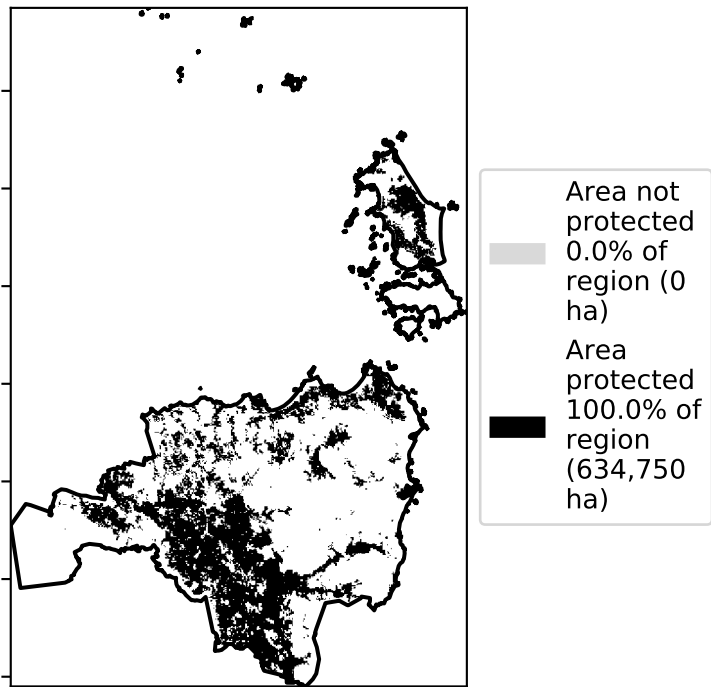 Area not
protected
0.0% of
region (0
ha)
Area
protected
100.0% of
region
(634,750
ha)